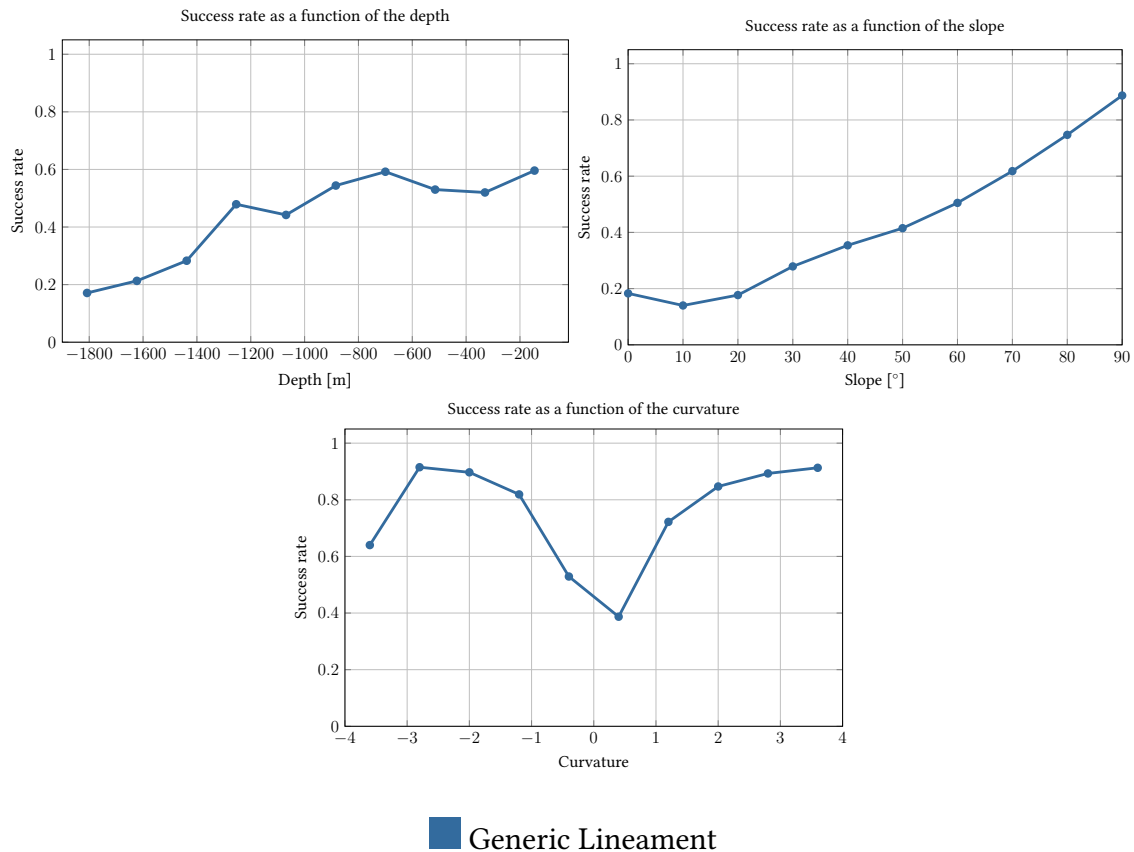 Success rate as a function of the depth
1
0.8
0.6
0.4
0.2
0
Success rate
−1800 −1600 −1400 −1200 −1000 −800 −600 −400 −200
Depth [m]
Success rate as a function of the slope
1
0.8
0.6
0.4
0.2
0
Success rate
0 10 20 30 40 50 60 70 80 90
Slope [°]
Success rate as a function of the curvature
1
0.8
0.6
0.4
0.2
0
Success rate
−4 −3 −2 −1 0 1 2 3 4
Curvature
Generic Lineament